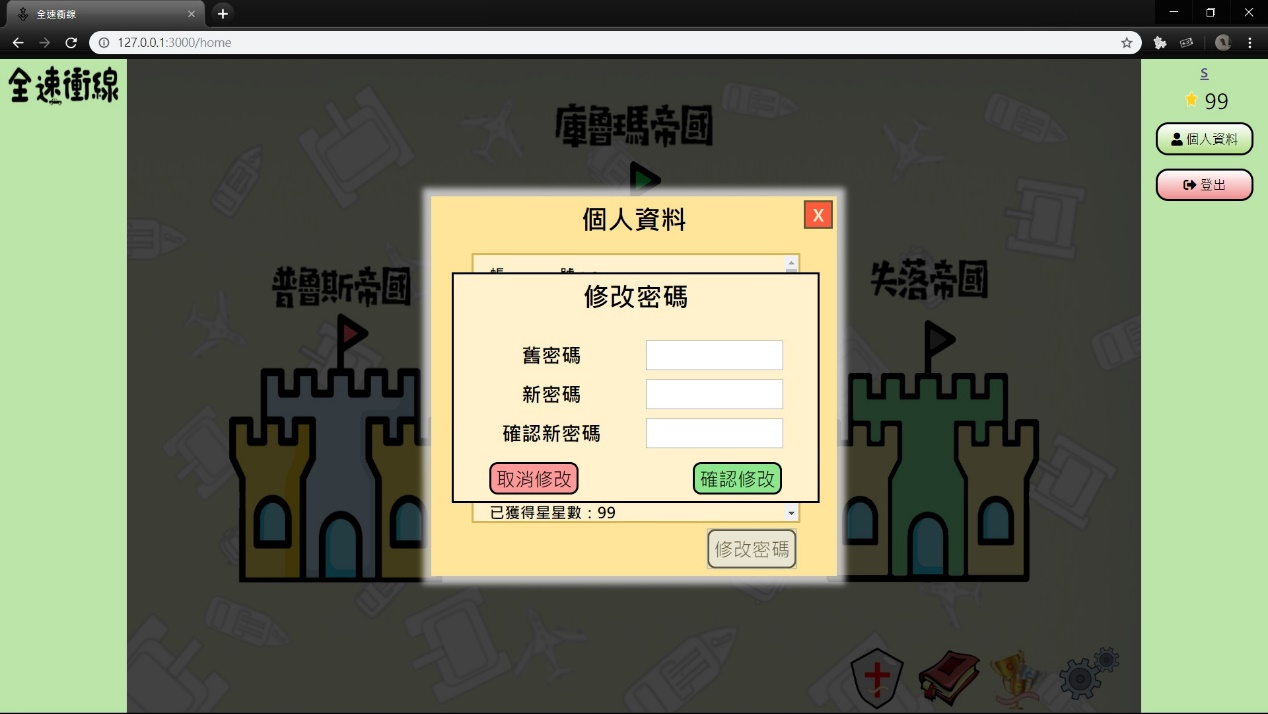 全速衝線
127.0.0.1:3000/home
全速衝線
S
99
個人資料
登出
庫魯瑪帝國
普魯斯帝國
失落帝國
個人資料
X
修改密碼
舊密碼
新密碼
確認新密碼
取消修改
確認修改
已獲得星星數：99
修改密碼